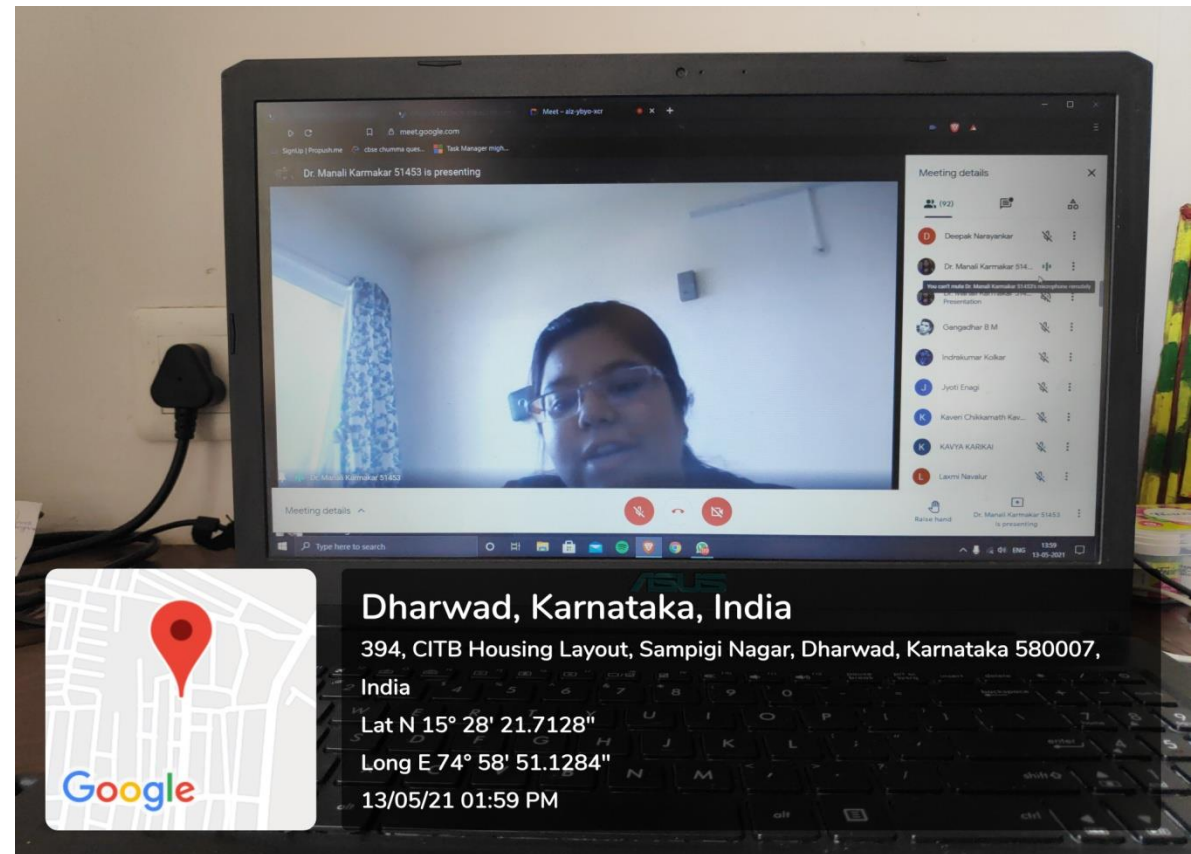 Meet - aiz-ybyo-xcr
meet.google.com
SignUp | Propush.me
cbse chumma ques...
Task Manager migh...
Dr. Manali Karmakar 51453 is presenting
Dr. Manali Karmakar 51453
Meeting details
(92)
D
Deepak Narayankar
Dr. Manali Karmakar 514...
You can't mute Dr. Manali Karmakar 51453's microphone remotely
Presentation
Gangadhar B M
Indrakumar Kolkar
J
Jyoti Enagi
K
Kaveri Chikkamath Kav...
K
KAVYA KARIKAI
L
Laxmi Navalur
Meeting details
Raise hand
Dr. Manali Karmakar 51453
is presenting
Type here to search
ENG
13:59
13-05-2021
ASUS
Google
Dharwad, Karnataka, India
394, CITB Housing Layout, Sampigi Nagar, Dharwad, Karnataka 580007,
India
Lat N 15° 28' 21.7128"
Long E 74° 58' 51.1284"
13/05/21 01:59 PM